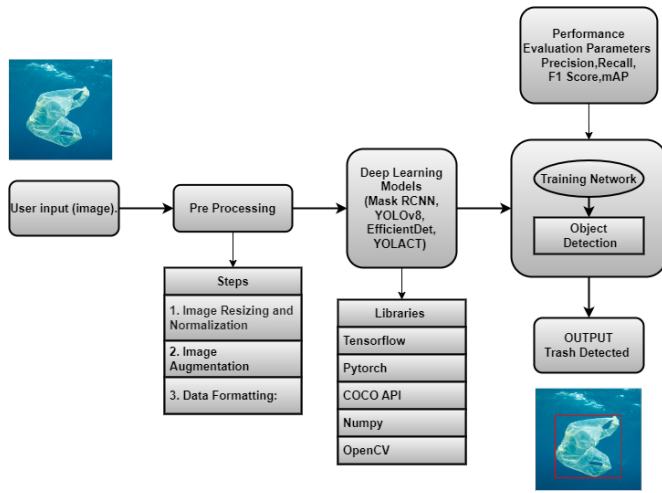 User input (image).
Pre Processing
Steps
1. Image Resizing and
Normalization
2. Image
Augmentation
3. Data Formatting:
Deep Learning
Models
(Mask RCNN,
YOLOv8,
EfficientDet,
YOLACT)
Libraries
Tensorflow
Pytorch
COCO API
Numpy
OpenCV
Performance
Evaluation Parameters
Precision,Recall,
F1 Score,mAP
Training Network
Object
Detection
OUTPUT
Trash Detected